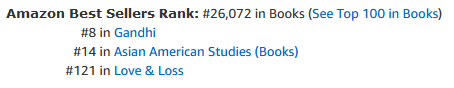 Amazon Best Sellers Rank: #26,072 in Books (See Top 100 in Books)
#8 in Gandhi
#14 in Asian American Studies (Books)
#121 in Love & Loss